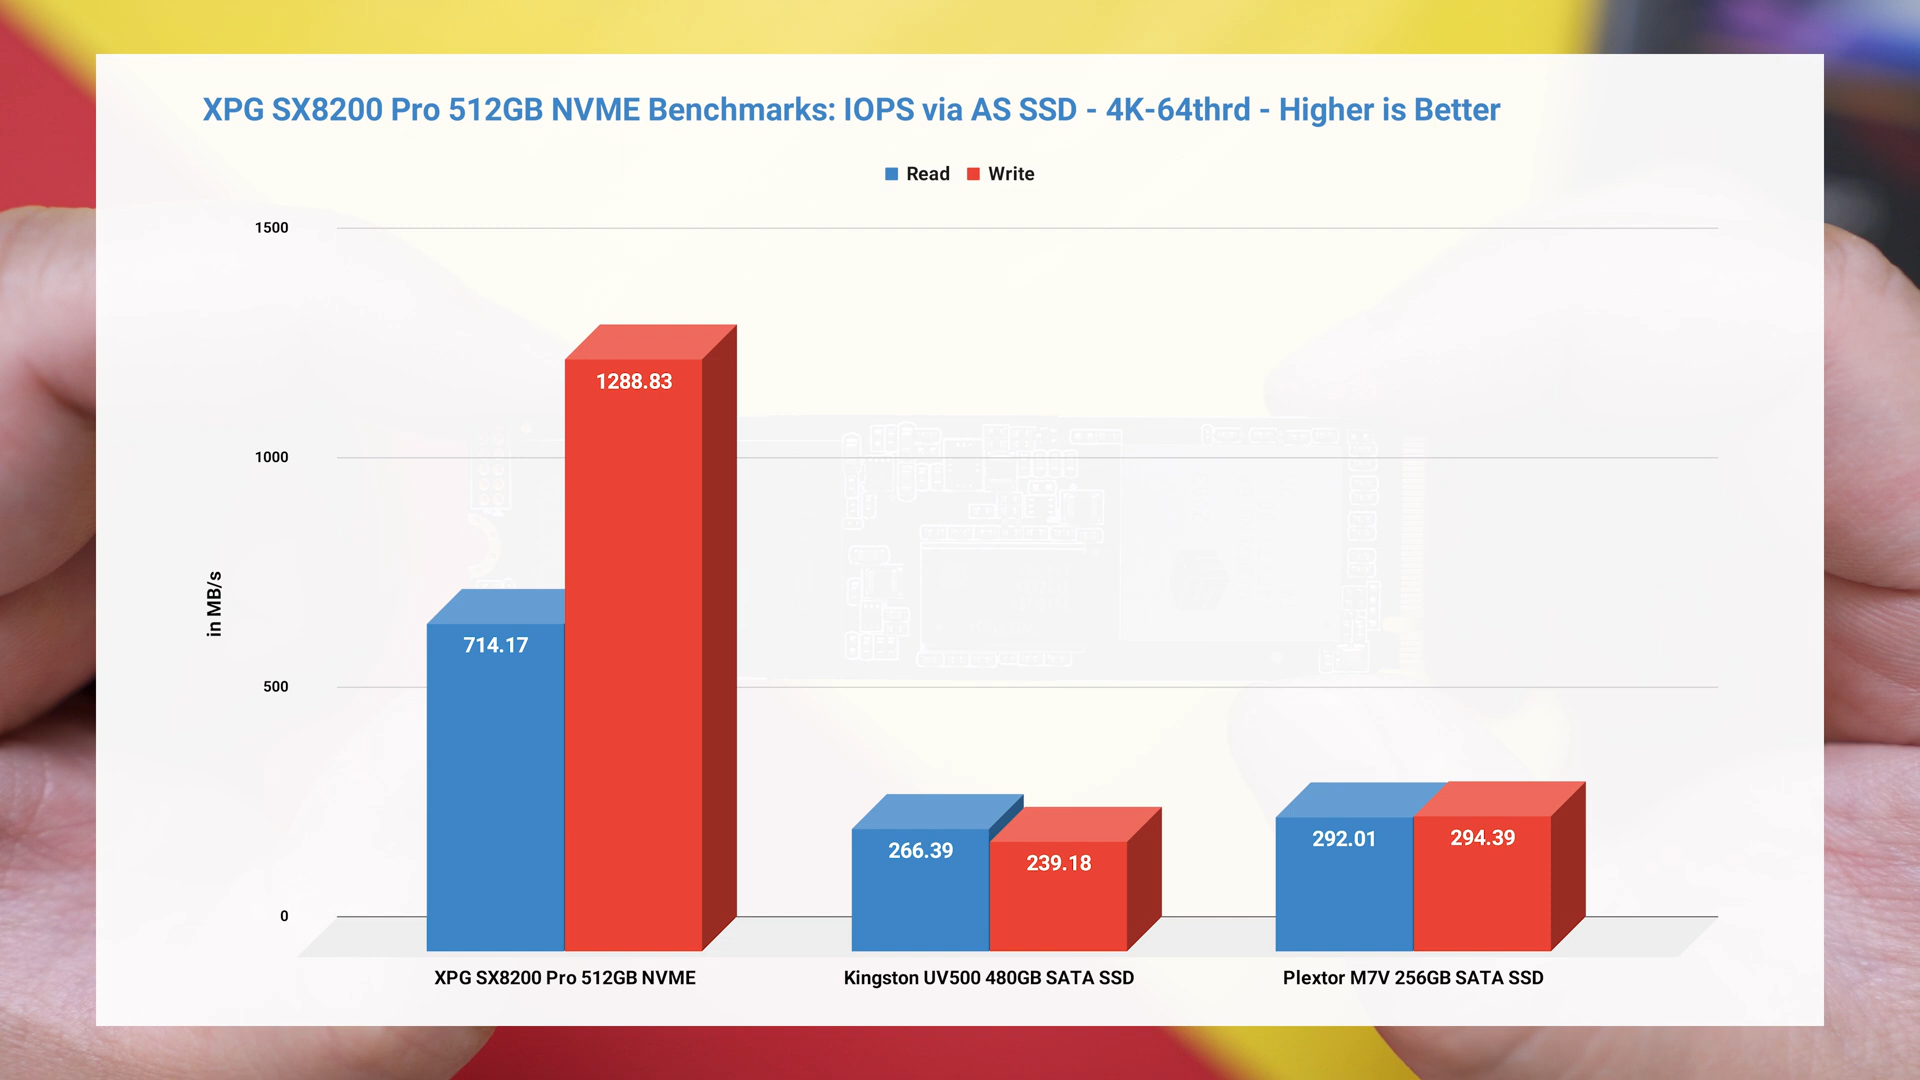 XPG SX8200 Pro 512GB NVME Benchmarks: IOPS via AS SSD - 4K-64thrd - Higher is Better
Read Write
1500
1000
500
0
in MB/s
714.17
1288.83
266.39
239.18
292.01
294.39
XPG SX8200 Pro 512GB NVME
Kingston UV500 480GB SATA SSD
Plextor M7V 256GB SATA SSD